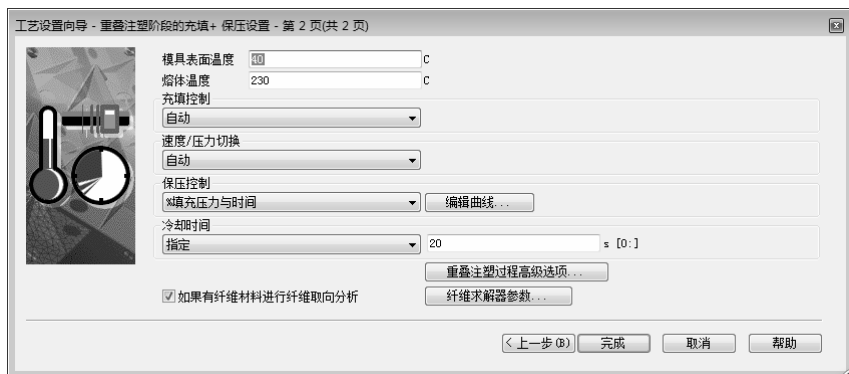 工艺设置向导 - 重叠注塑阶段的充填+ 保压设置 - 第 2 页(共 2 页)
模具表面温度 40 C
熔体温度 230 C
充填控制
自动
速度/压力切换
自动
保压控制
%填充压力与时间 编辑曲线...
冷却时间
指定 20 s [0:]
重叠注塑过程高级选项...
如果有纤维材料进行纤维取向分析 纤维求解器参数...
<上一步(B) 完成 取消 帮助